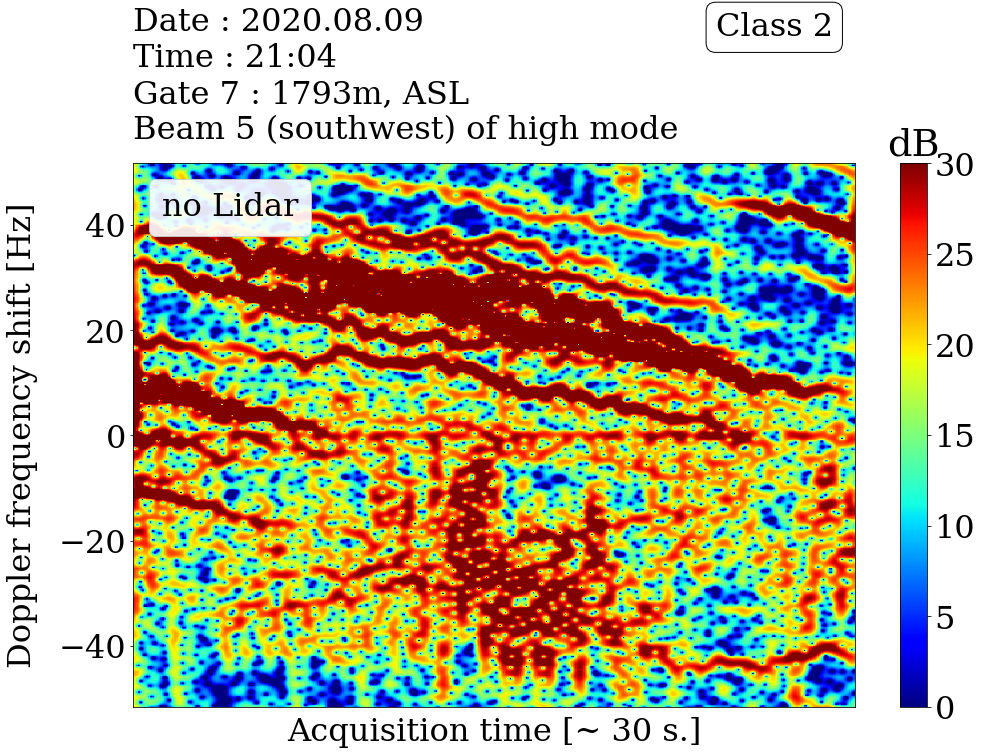 Date : 2020.08.09
Time : 21:04
Gate 7 : 1793m, ASL
Beam 5 (southwest) of high mode
Class 2
dB
no Lidar
Doppler frequency shift [Hz]
40
20
0
−20
−40
Acquisition time [~ 30 s.]
30
25
20
15
10
5
0